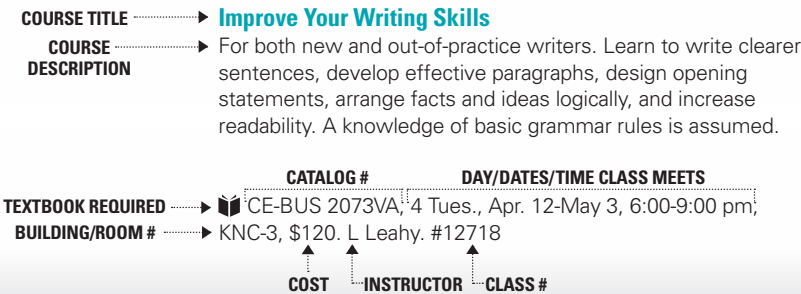 COURSE TITLE Improve Your Writing Skills
COURSE DESCRIPTION For both new and out-of-practice writers. Learn to write clearer
sentences, develop effective paragraphs, design opening
statements, arrange facts and ideas logically, and increase
readability. A knowledge of basic grammar rules is assumed.
CATALOG # DAY/DATES/TIME CLASS MEETS
TEXTBOOK REQUIRED CE-BUS 2073VA, 4 Tues., Apr. 12-May 3, 6:00-9:00 pm,
BUILDING/ROOM # KNC-3, $120. L Leahy. #12718
COST INSTRUCTOR CLASS #